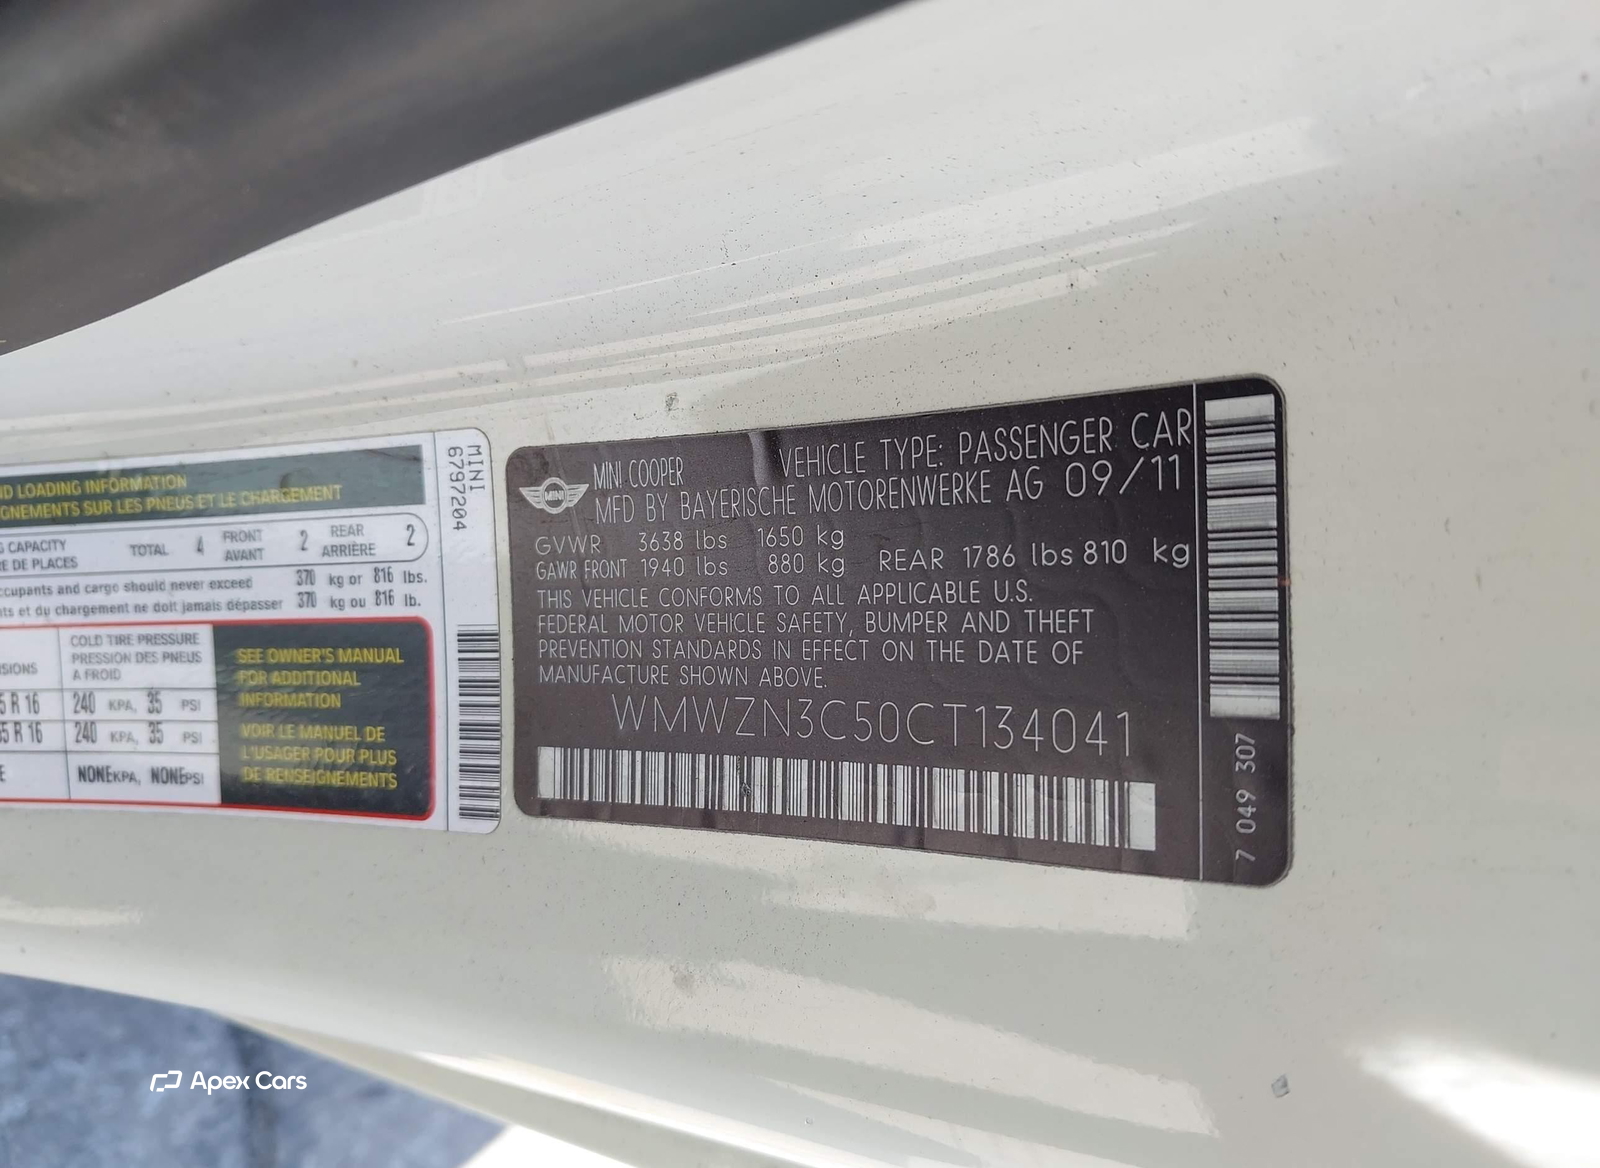 ND LOADING INFORMATION
GNEMENTS SUR LES PNEUS ET LE CHARGEMENT
G CAPACITY TOTAL 4 FRONT 2 REAR 2
RE DE PLACES AVANT ARRIÈRE
ccupants and cargo should never exceed 370 kg or 816 lbs.
nts et du chargement ne doit jamais dépasser 370 kg ou 816 lb.
SIONS
COLD TIRE PRESSURE
PRESSION DES PNEUS
A FROID
5 R 16 240 KPA, 35 PSI
5 R 16 240 KPA, 35 PSI
E NONE KPA, NONE PSI
SEE OWNER'S MANUAL
FOR ADDITIONAL
INFORMATION
VOIR LE MANUEL DE
L'USAGER POUR PLUS
DE RENSEIGNEMENTS
MINI
6797204
MINI
MINI COOPER VEHICLE TYPE: PASSENGER CAR
MFD BY BAYERISCHE MOTORENWERKE AG 09/11
GVWR 3638 lbs 1650 kg
GAWR FRONT 1940 lbs 880 kg REAR 1786 lbs 810 kg
THIS VEHICLE CONFORMS TO ALL APPLICABLE U.S.
FEDERAL MOTOR VEHICLE SAFETY, BUMPER AND THEFT
PREVENTION STANDARDS IN EFFECT ON THE DATE OF
MANUFACTURE SHOWN ABOVE.
WMWZN3C50CT134041
7 049 307
Apex Cars